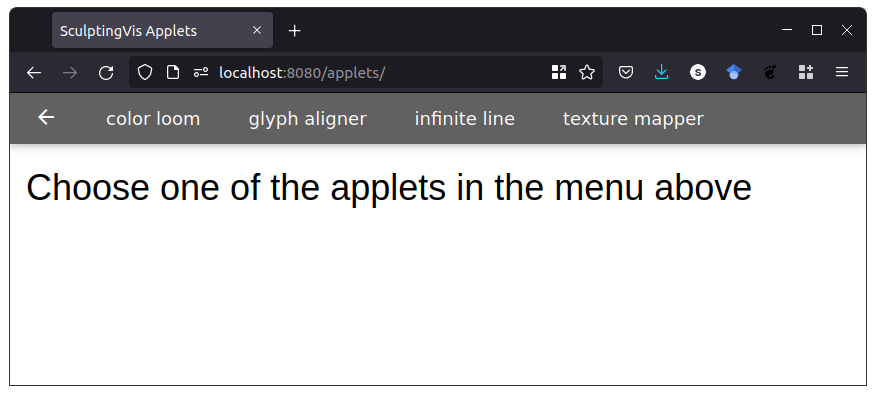 SculptingVis Applets
localhost:8080/applets/
S
color loom glyph aligner infinite line texture mapper
Choose one of the applets in the menu above